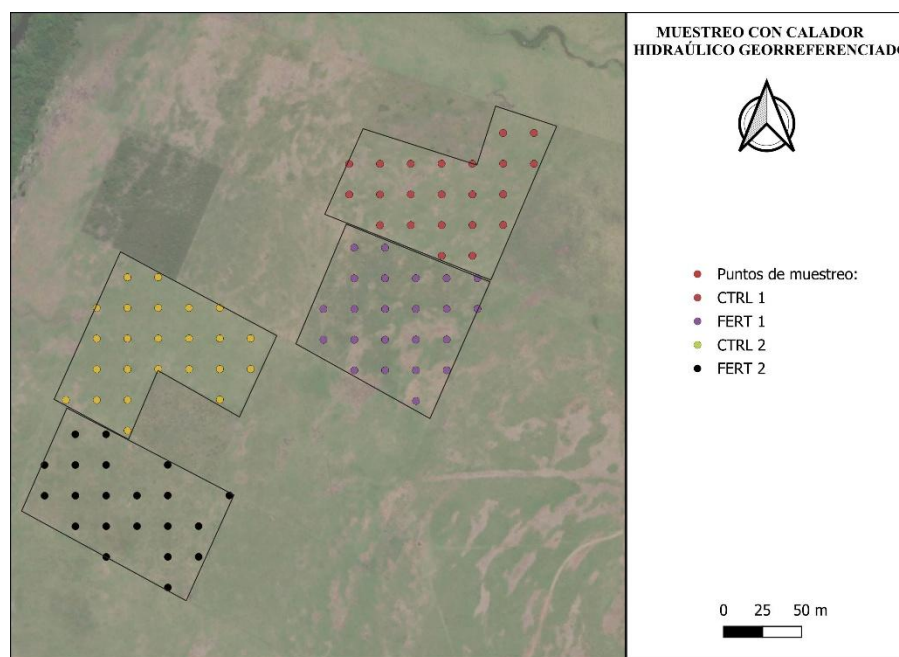 MUESTREO CON CALADOR
HIDRAÚLICO GEORREFERENCIADO
Puntos de muestreo:
CTRL 1
FERT 1
CTRL 2
FERT 2
0 25 50 m